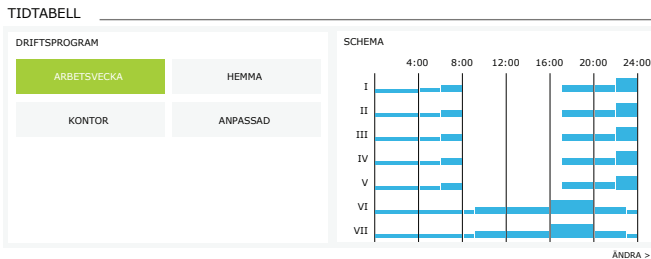 TIDTABELL
DRIFTSPROGRAM
ARBETSVECKA
HEMMA
KONTOR
ANPASSAD
SCHEMA
4:00 8:00 12:00 16:00 20:00 24:00
I
II
III
IV
V
VI
VII
ÄNDRA >